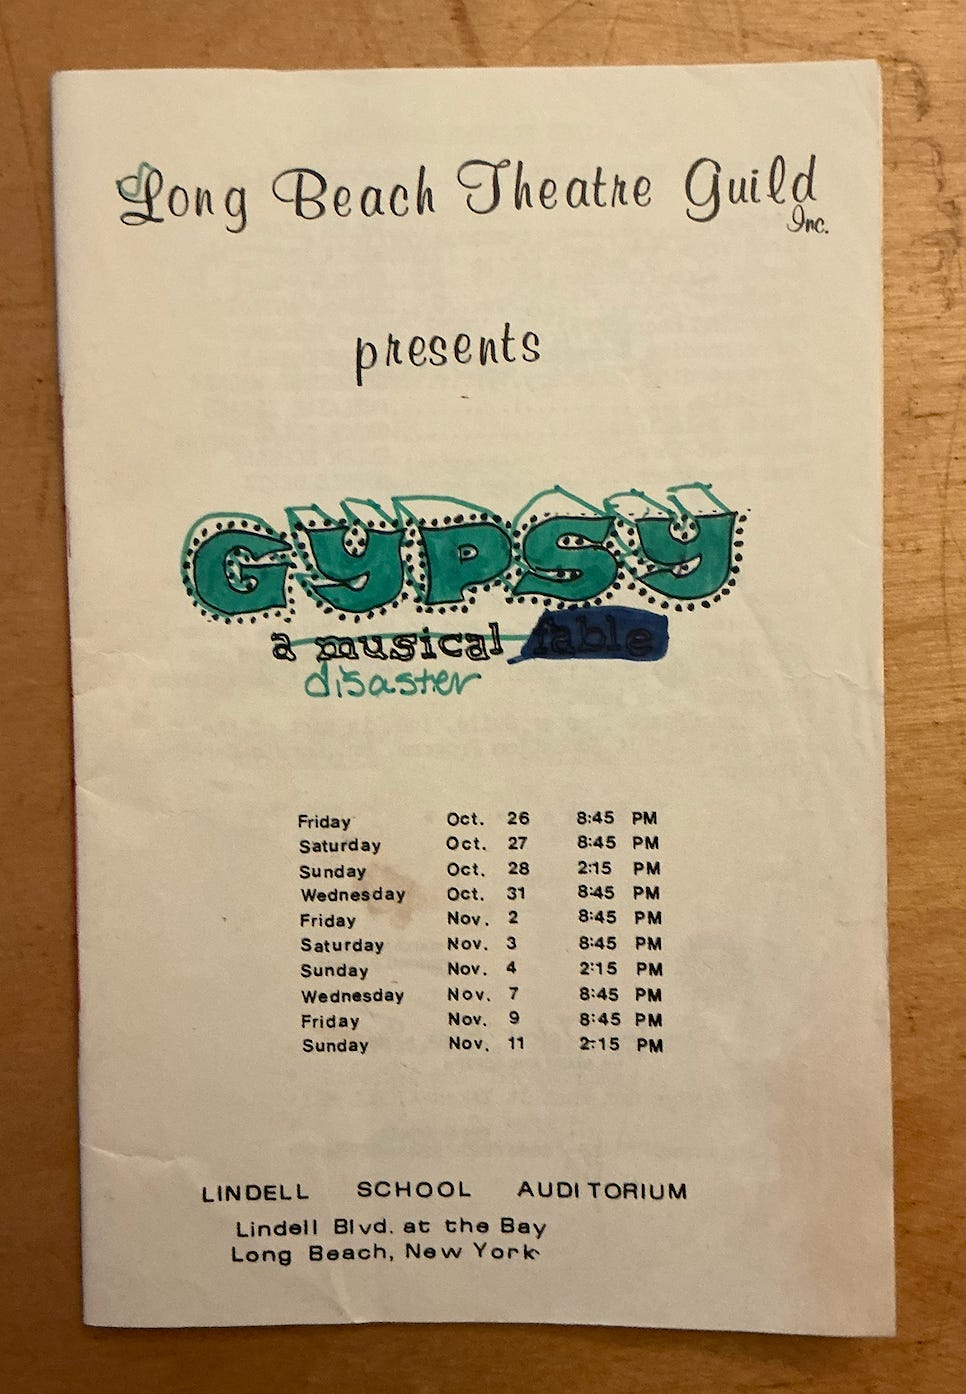 Long Beach Theatre Guild
Inc.
presents
GYPSY
a musical fable
disaster
Friday Oct. 26 8:45 PM
Saturday Oct. 27 8:45 PM
Sunday Oct. 28 2:15 PM
Wednesday Oct. 31 8:45 PM
Friday Nov. 2 8:45 PM
Saturday Nov. 3 8:45 PM
Sunday Nov. 4 2:15 PM
Wednesday Nov. 7 8:45 PM
Friday Nov. 9 8:45 PM
Sunday Nov. 11 2:15 PM
LINDELL SCHOOL AUDITORIUM
Lindell Blvd. at the Bay
Long Beach, New York